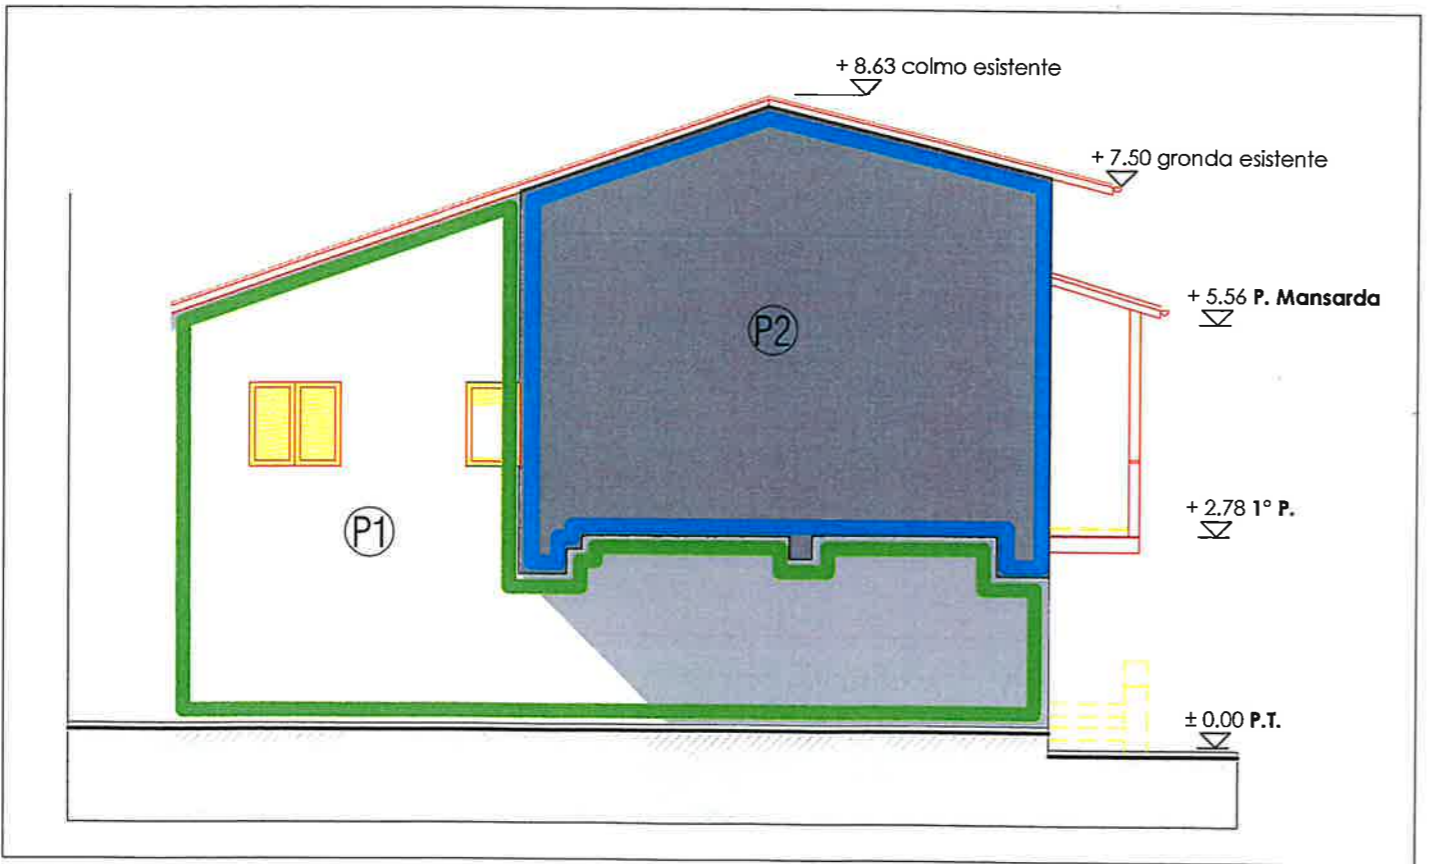 + 8.63 colmo esistente
+ 7.50 gronda esistente
+ 5.56 P. Mansarda
P2
+ 2.78 1° P.
P1
± 0.00 P.T.